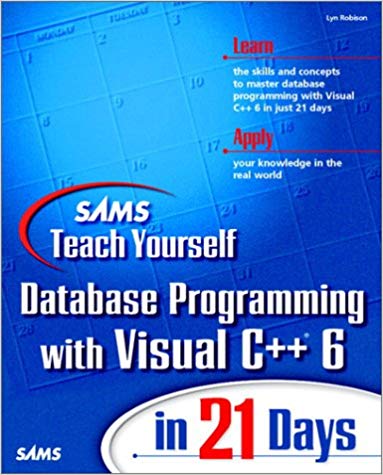 Lyn Robison
Learn
the skills and concepts
to master database
programming with Visual
C++ 6 in just 21 days
Apply
your knowledge in the
real world
SAMS
Teach Yourself
Database Programming
with Visual C++® 6
in 21 Days
SAMS